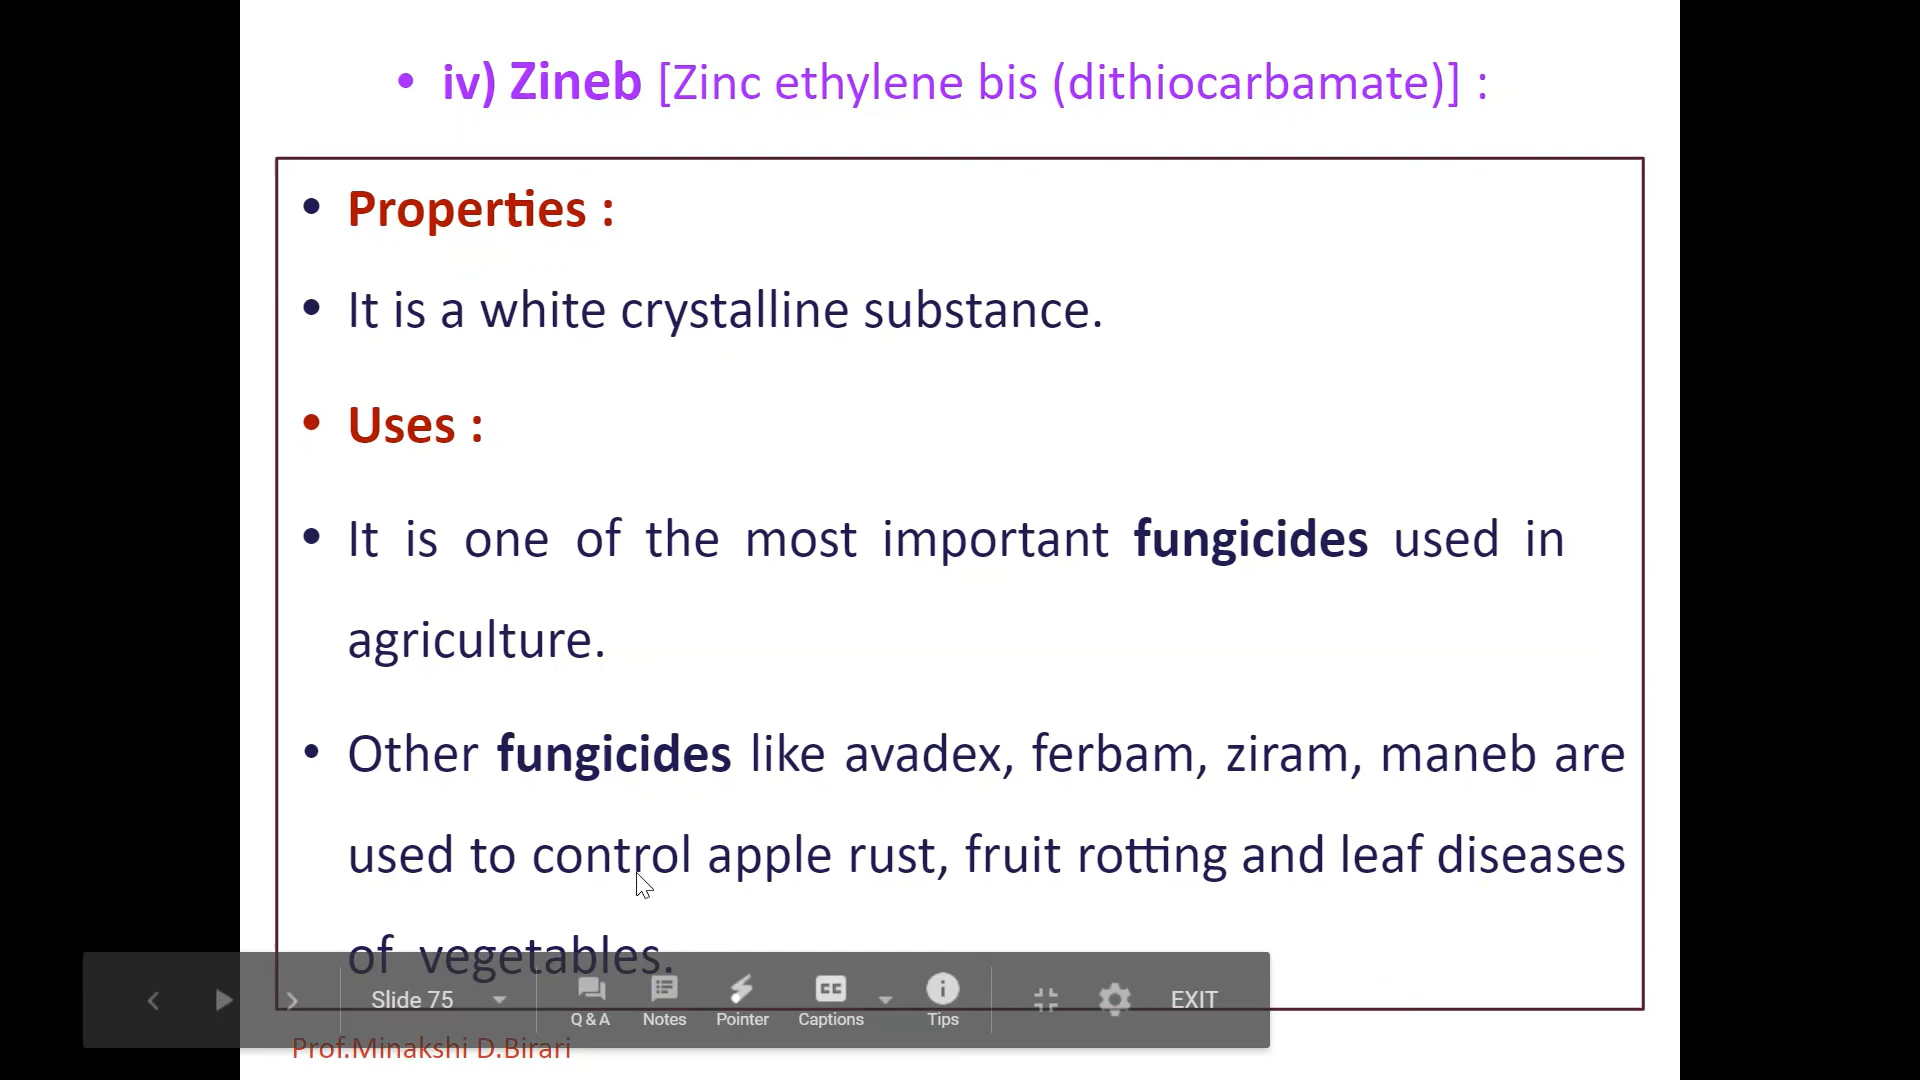 • iv) Zineb [Zinc ethylene bis (dithiocarbamate)] :
• Properties :
• It is a white crystalline substance.
• Uses :
• It is one of the most important fungicides used in
agriculture.
• Other fungicides like avadex, ferbam, ziram, maneb are
used to control apple rust, fruit rotting and leaf diseases
of vegetables.
Slide 75
Q & A
Notes
Pointer
CC
Captions
Tips
EXIT
Prof.Minakshi D.Birari